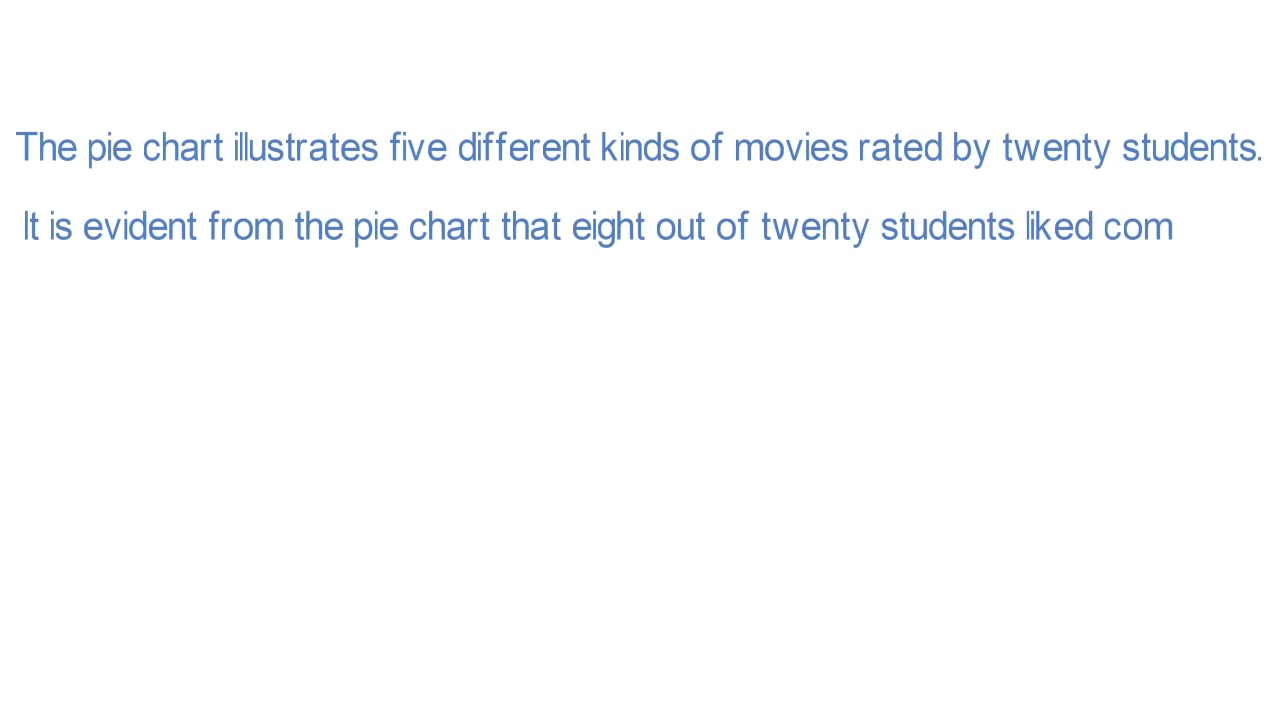 The pie chart illustrates five different kinds of movies rated by twenty students.
It is evident from the pie chart that eight out of twenty students liked com